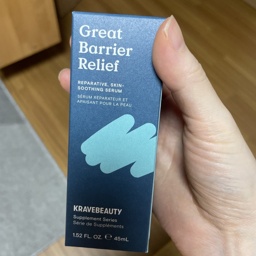 Great
Barrier
Relief
REPARATIVE, SKIN-
SOOTHING SERUM
SÉRUM RÉPARATEUR ET
APAISANT POUR LA PEAU
KRAVEBEAUTY
Supplement Series
Série de Suppléments
1.52 FL. OZ. ℮ 45mL